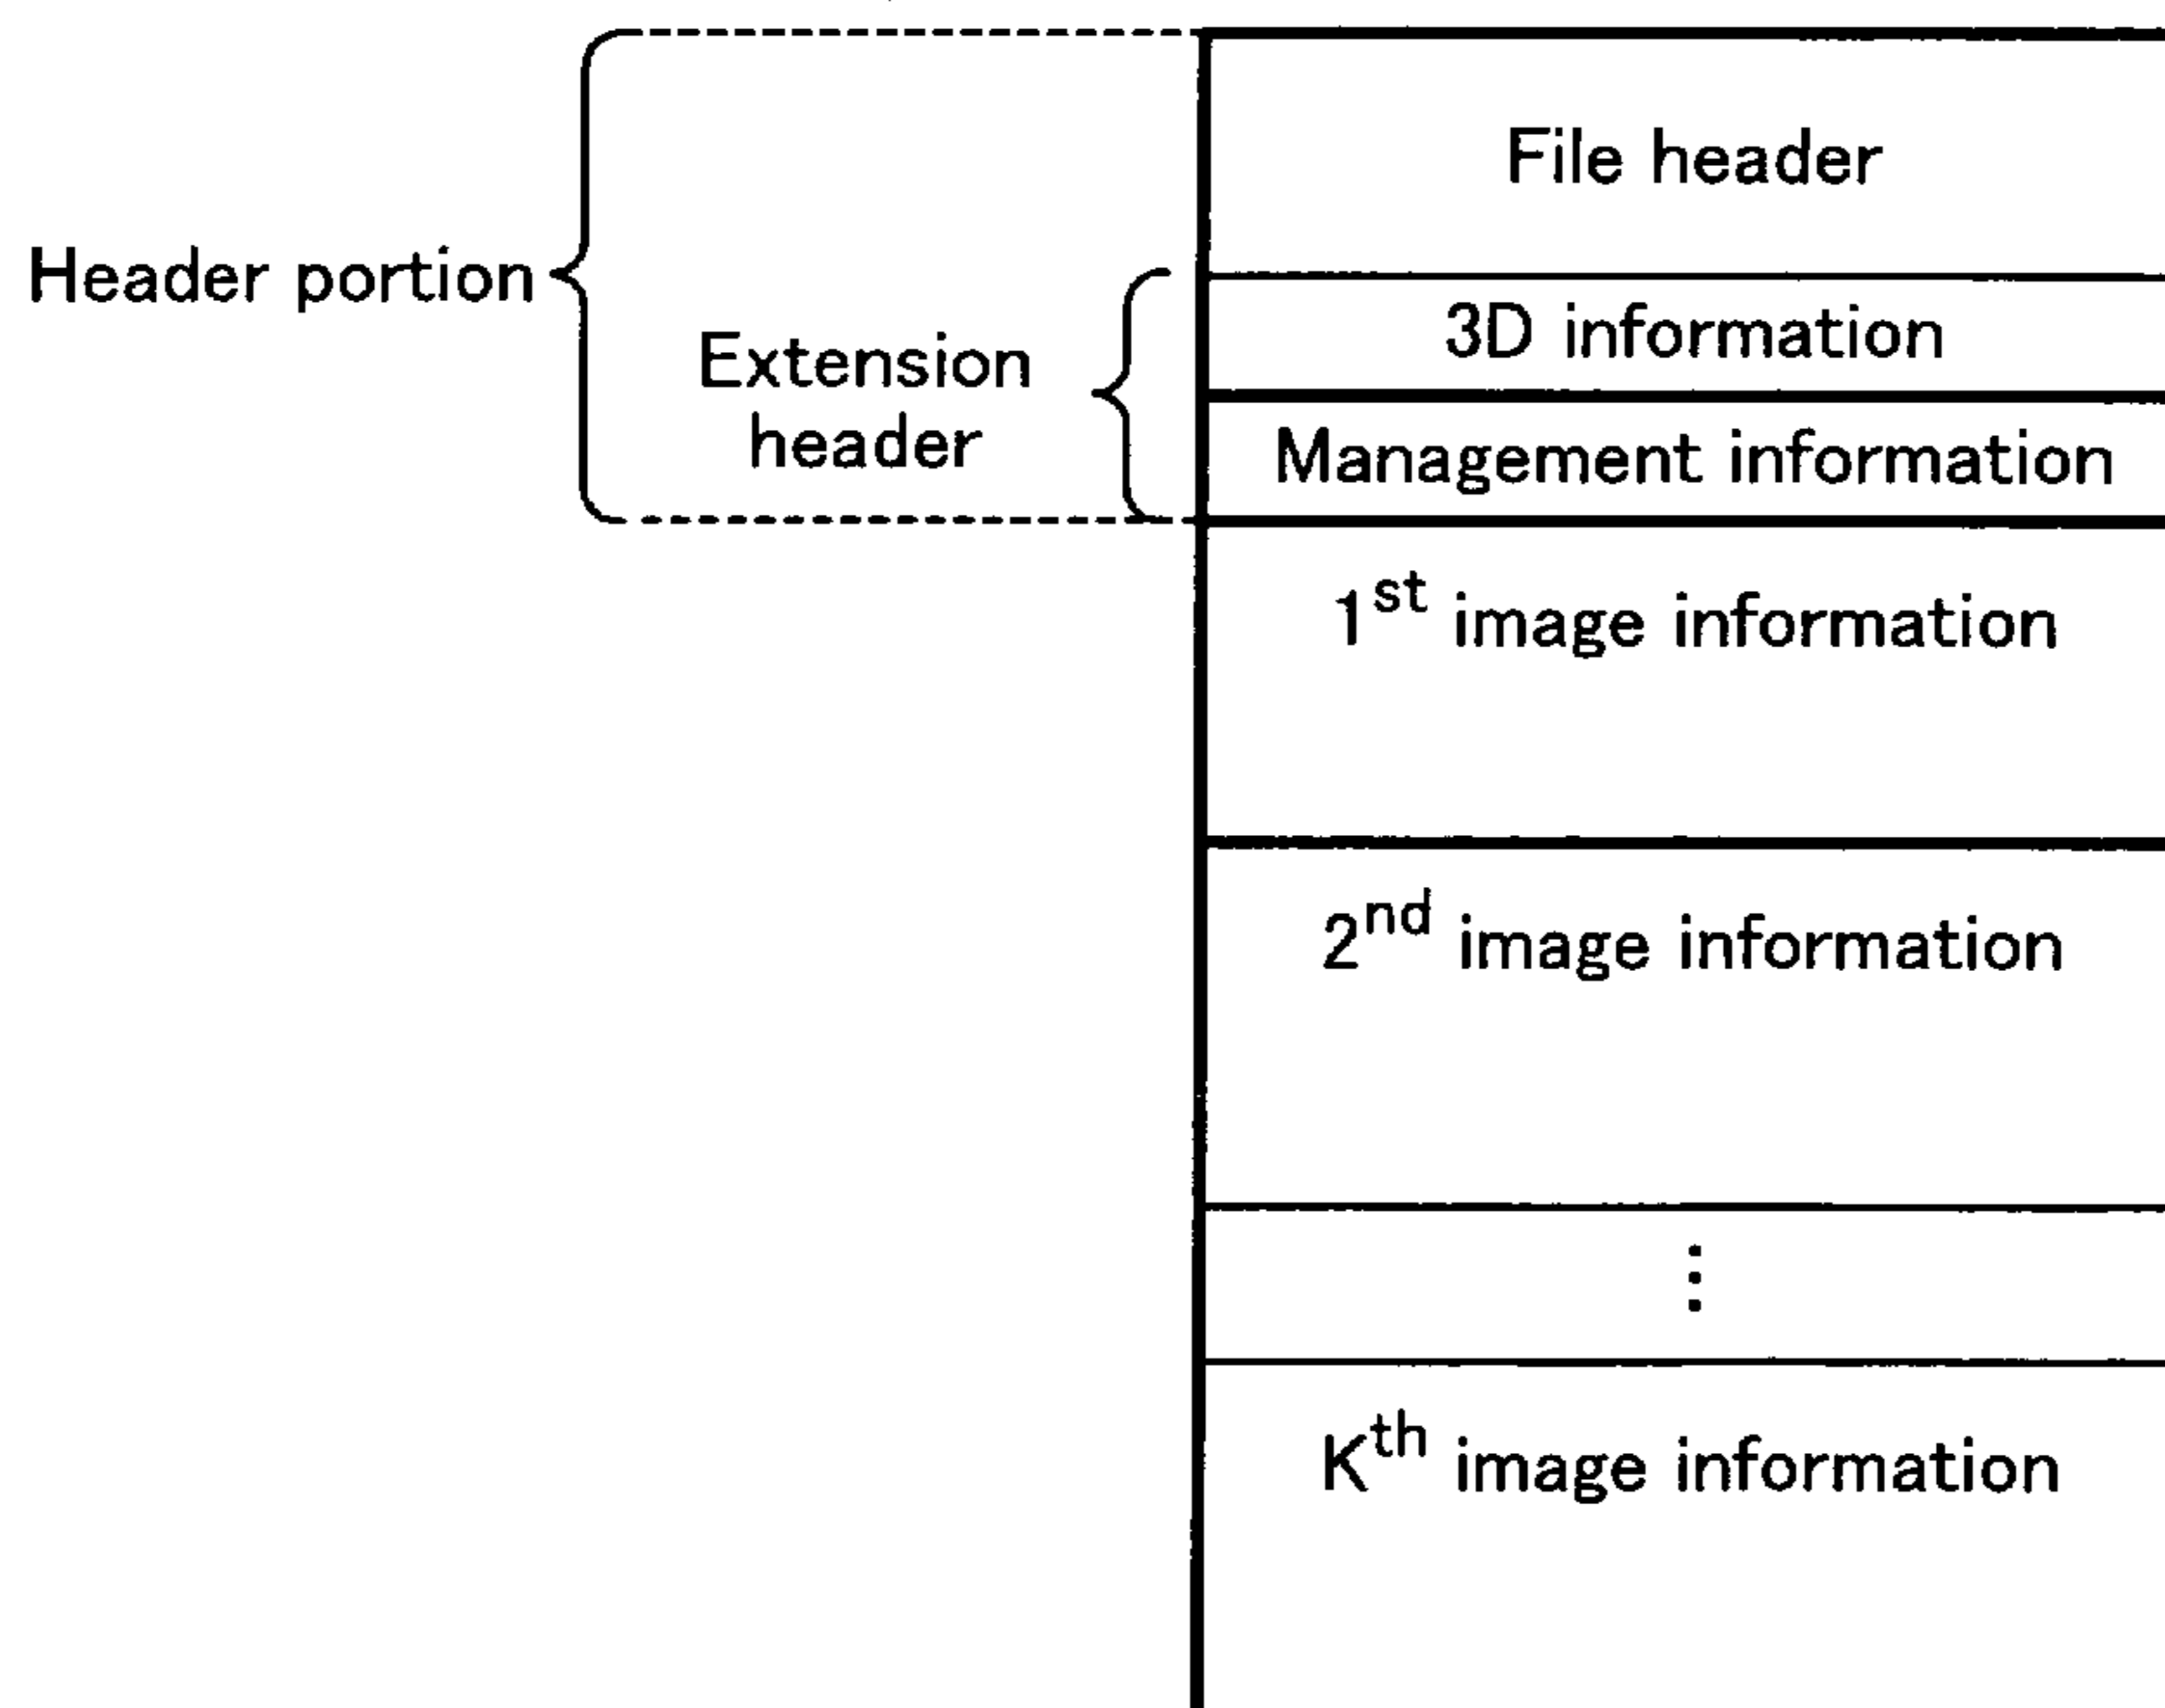 File header
Header portion
3D information
Extension
header
Management information
1st image information
2nd image information
⋮
Kth image information